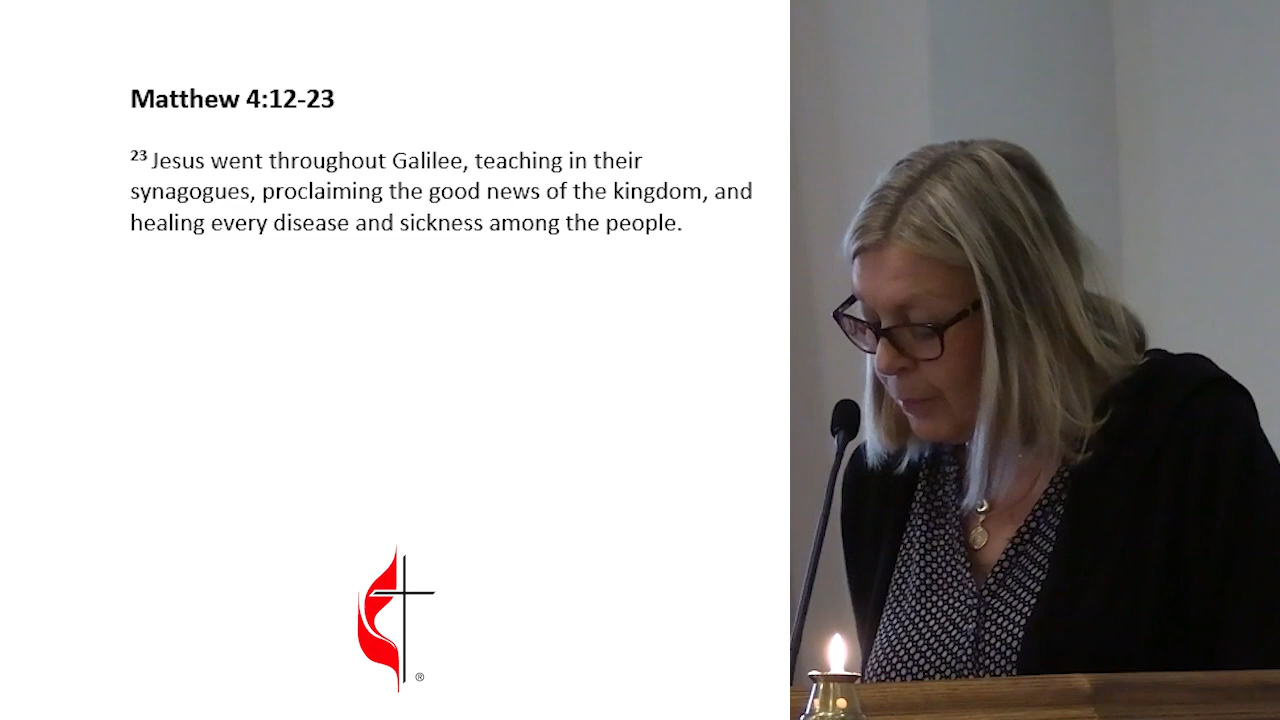 Matthew 4:12-23
23 Jesus went throughout Galilee, teaching in their
synagogues, proclaiming the good news of the kingdom, and
healing every disease and sickness among the people.
®